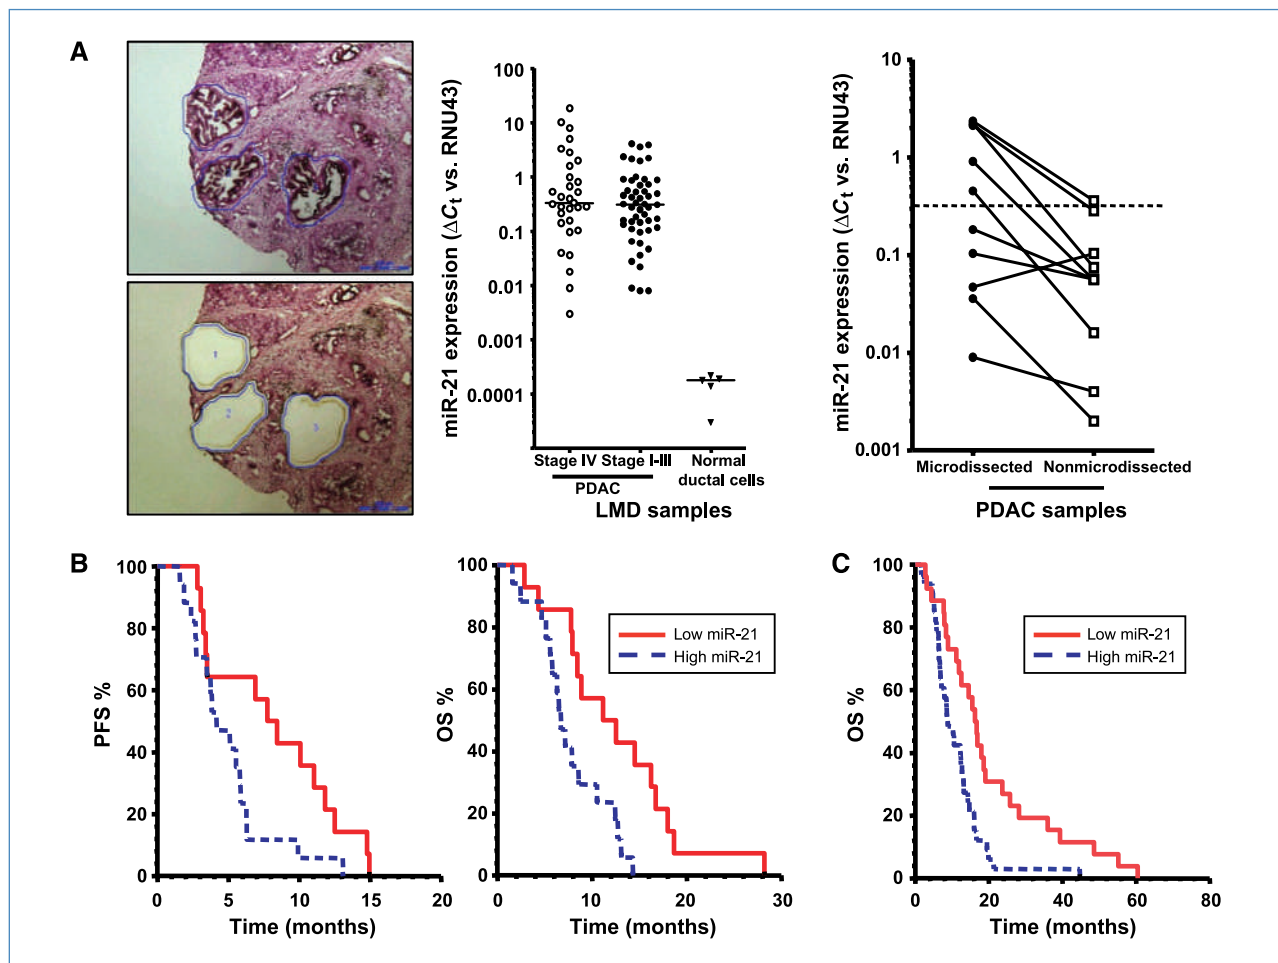 A
miR-21 expression (ΔCt vs. RNU43)
100
10
1
0.1
0.01
0.001
0.0001
Stage IV Stage I-III
PDAC
Normal
ductal cells
LMD samples
miR-21 expression (ΔCt vs. RNU43)
10
1
0.1
0.01
0.001
Microdissected Nonmicrodissected
PDAC samples
1
2
3
B
PFS %
100
80
60
40
20
0
0 5 10 15 20
Time (months)
OS %
100
80
60
40
20
0
0 10 20 30
Time (months)
Low miR-21
High miR-21
C
OS %
100
80
60
40
20
0
0 20 40 60 80
Time (months)
Low miR-21
High miR-21